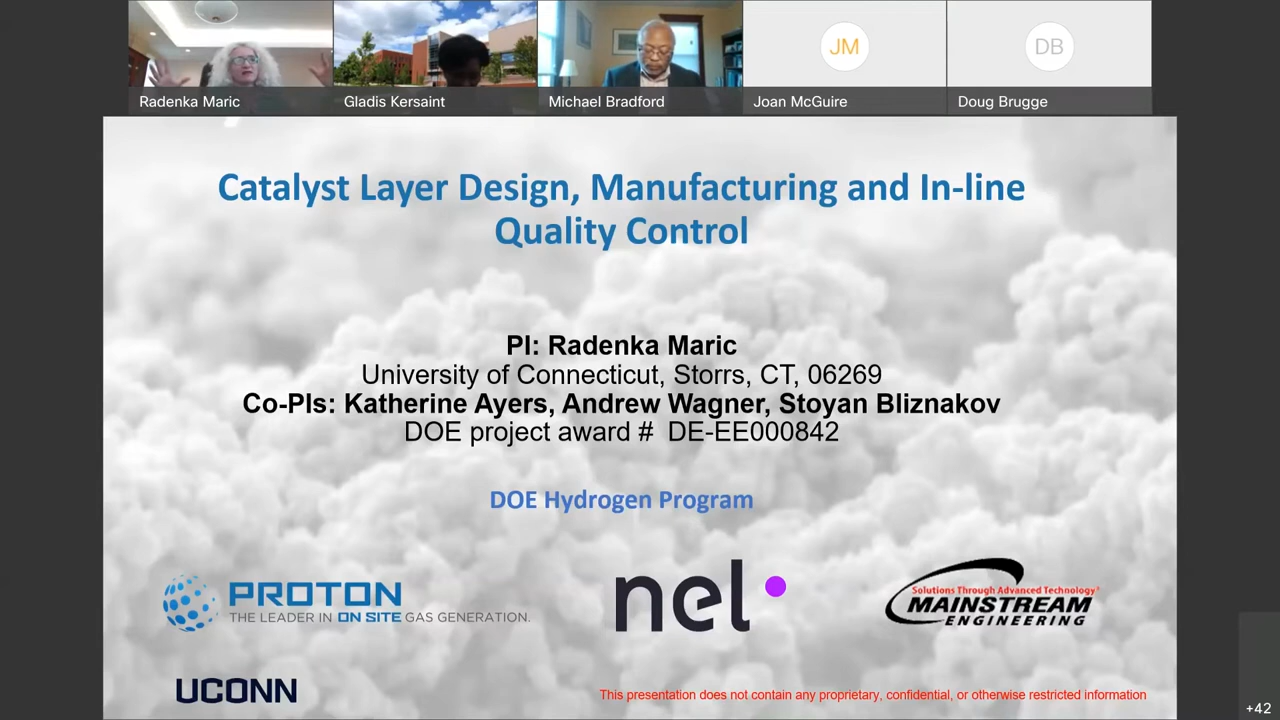 Radenka Maric
Gladis Kersaint
Michael Bradford
JM
Joan McGuire
DB
Doug Brugge
Catalyst Layer Design, Manufacturing and In-line
Quality Control
PI: Radenka Maric
University of Connecticut, Storrs, CT, 06269
Co-PIs: Katherine Ayers, Andrew Wagner, Stoyan Bliznakov
DOE project award # DE-EE000842
DOE Hydrogen Program
PROTON
THE LEADER IN ON SITE GAS GENERATION.
nel
Solutions Through Advanced Technology®
MAINSTREAM
ENGINEERING
UCONN
This presentation does not contain any proprietary, confidential, or otherwise restricted information
+42